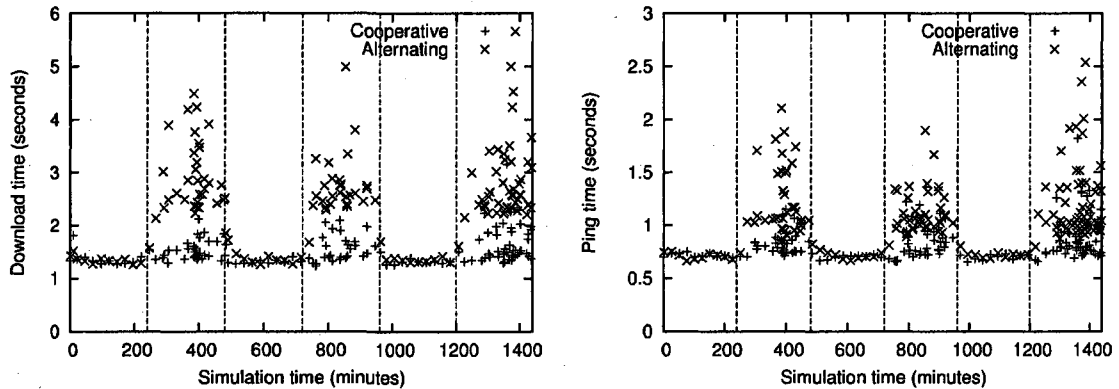 6
5
4
3
2
1
0
Download time (seconds)
Cooperative
Alternating
0 200 400 600 800 1000 1200 1400
Simulation time (minutes)
3
2.5
2
1.5
1
0.5
0
Ping time (seconds)
Cooperative
Alternating
0 200 400 600 800 1000 1200 1400
Simulation time (minutes)